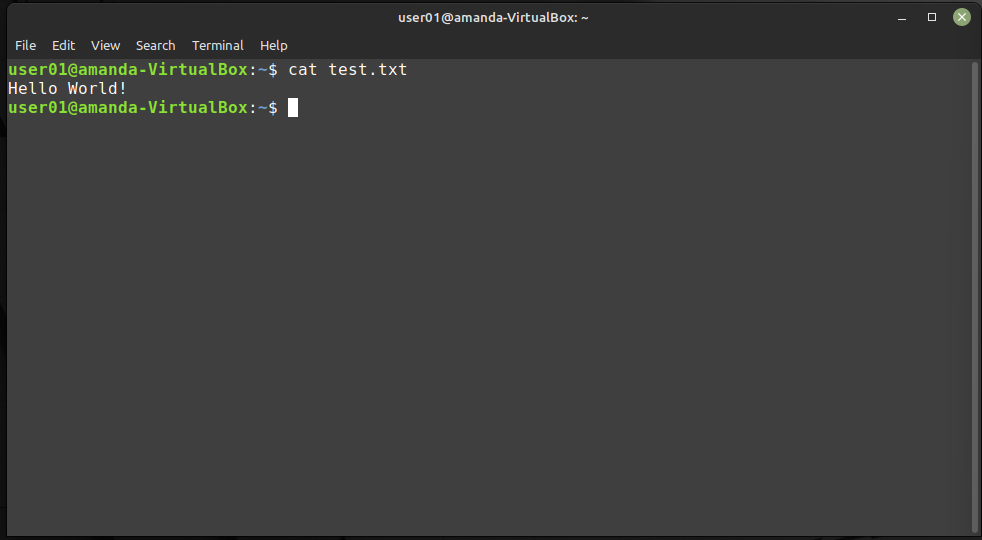 user01@amanda-VirtualBox: ~
File Edit View Search Terminal Help
user01@amanda-VirtualBox:~$ cat test.txt
Hello World!
user01@amanda-VirtualBox:~$